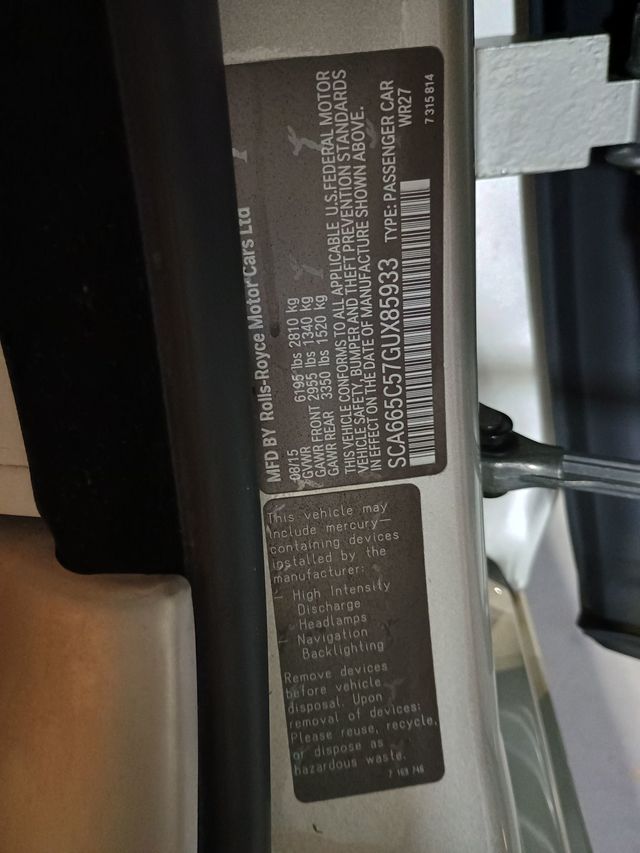 MFD BY Rolls-Royce Motor Cars Ltd
08/15
GVWR 6195 lbs 2810 kg
GAWR FRONT 2955 lbs 1340 kg
GAWR REAR 3350 lbs 1520 kg
THIS VEHICLE CONFORMS TO ALL APPLICABLE U.S.FEDERAL MOTOR
VEHICLE SAFETY, BUMPER AND THEFT PREVENTION STANDARDS
IN EFFECT ON THE DATE OF MANUFACTURE SHOWN ABOVE.
SCA665C57GUX85933 TYPE: PASSENGER CAR
WR27
7 315 814
This vehicle may
include mercury–
containing devices
installed by the
manufacturer:
– High Intensity
Discharge
Headlamps
– Navigation
Backlighting
Remove devices
before vehicle
disposal. Upon
removal of devices:
Please reuse, recycle,
or dispose as
hazardous waste.
7 169 746